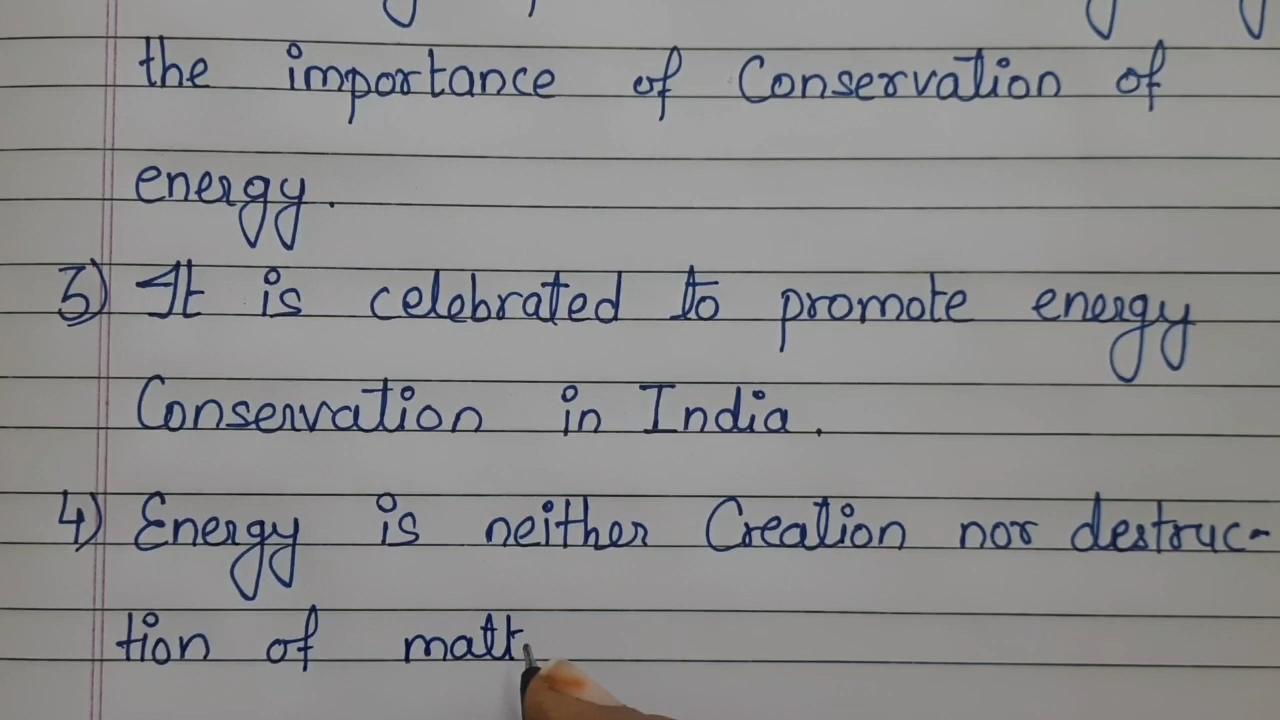 the importance of Conservation of
energy.
3) It is celebrated to promote energy
Conservation in India.
4) Energy is neither Creation nor destruc-
tion of matt